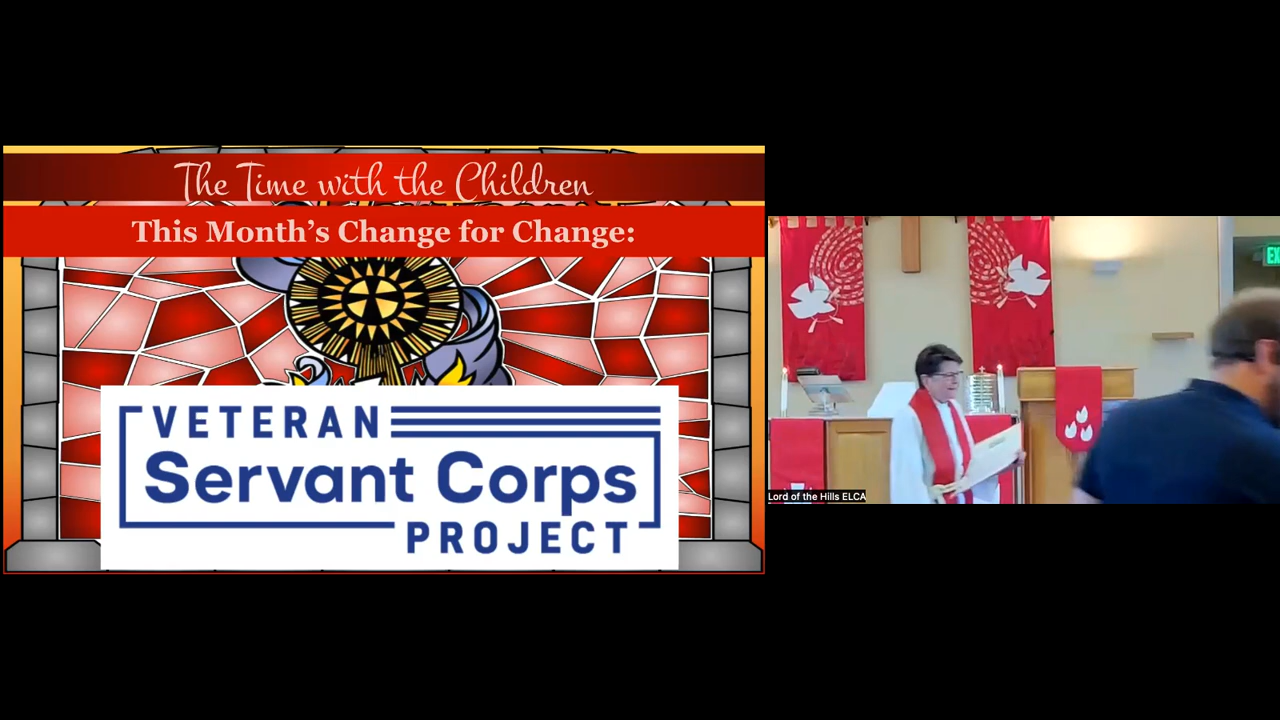 The Time with the Children
This Month's Change for Change:
VETERAN
Servant Corps
PROJECT
Lord of the Hills ELCA
EX